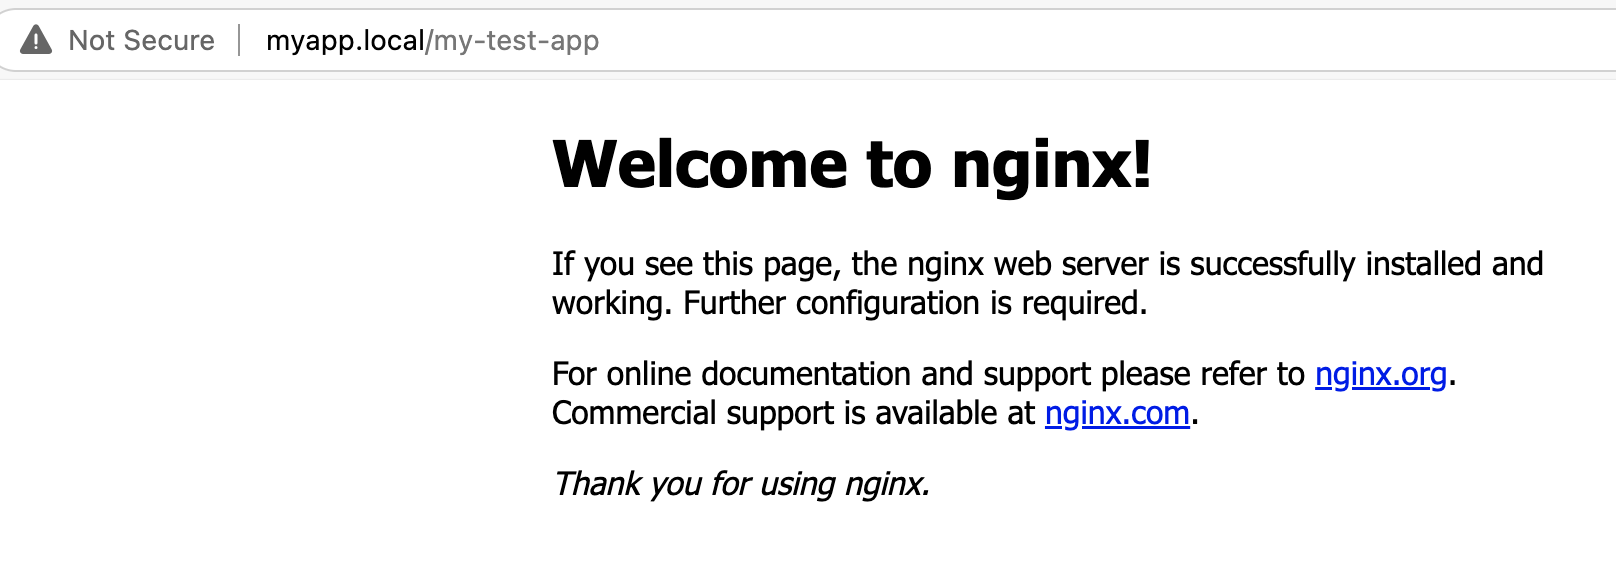 Not Secure | myapp.local/my-test-app
Welcome to nginx!
If you see this page, the nginx web server is successfully installed and
working. Further configuration is required.
For online documentation and support please refer to nginx.org.
Commercial support is available at nginx.com.
Thank you for using nginx.